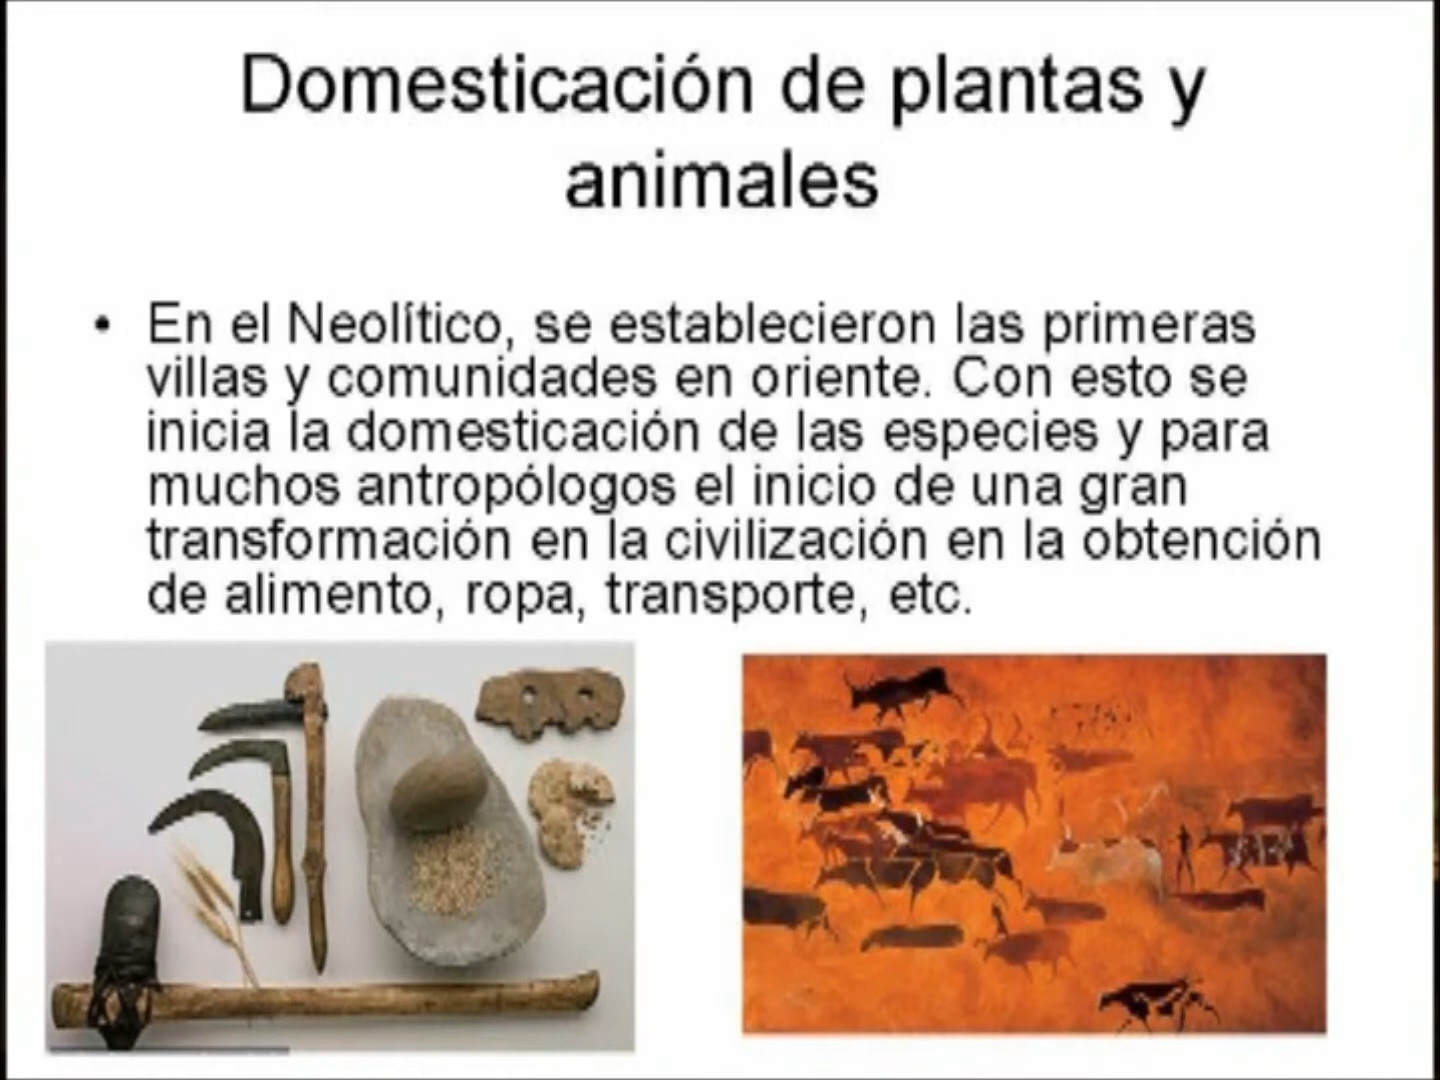 Domesticación de plantas y
animales
• En el Neolítico, se establecieron las primeras
villas y comunidades en oriente. Con esto se
inicia la domesticación de las especies y para
muchos antropólogos el inicio de una gran
transformación en la civilización en la obtención
de alimento, ropa, transporte, etc.